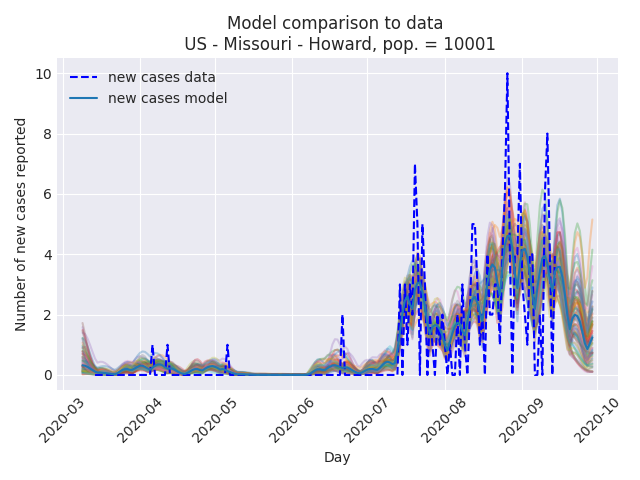 Model comparison to data
US - Missouri - Howard, pop. = 10001
new cases data
new cases model
Number of new cases reported
10
8
6
4
2
0
2020-03
2020-04
2020-05
2020-06
2020-07
2020-08
2020-09
2020-10
Day